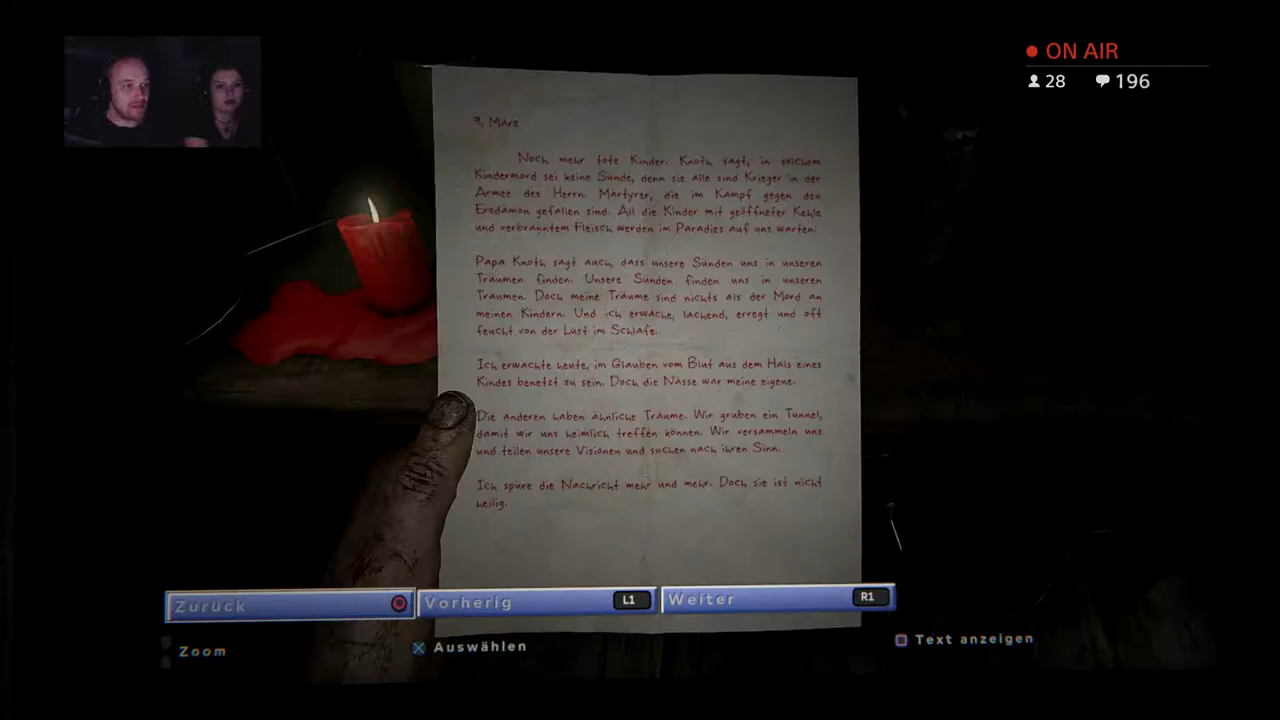 ON AIR
28 196
9. März
Noch mehr tote Kinder. Knoth sagt, in solchem
Kindermord sei keine Sünde, denn sie alle sind Krieger in der
Armee des Herrn. Märtyrer, die im Kampf gegen den
Erzdämon gefallen sind. All die Kinder mit geöffneter Kehle
und verbranntem Fleisch werden im Paradies auf uns warten.
Papa Knoth sagt auch, dass unsere Sünden uns in unseren
Träumen finden. Unsere Sünden finden uns in unseren
Träumen. Doch meine Träume sind nichts als der Mord an
meinen Kindern. Und ich erwache, lachend, erregt und oft
feucht von der Lust im Schlafe.
Ich erwachte heute, im Glauben vom Blut aus dem Hals eines
Kindes benetzt zu sein. Doch die Nässe war meine eigene.
Die anderen haben ähnliche Träume. Wir gruben ein Tunnel,
damit wir uns heimlich treffen können. Wir versammeln uns
und teilen unsere Visionen und suchen nach ihren Sinn.
Ich spüre die Nachricht mehr und mehr. Doch sie ist nicht
heilig.
Zurück Vorherig L1 Weiter R1
Zoom Auswählen Text anzeigen